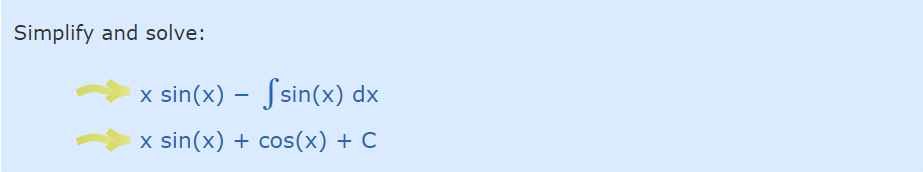 Simplify and solve:
x sin(x) − ∫sin(x) dx
x sin(x) + cos(x) + C